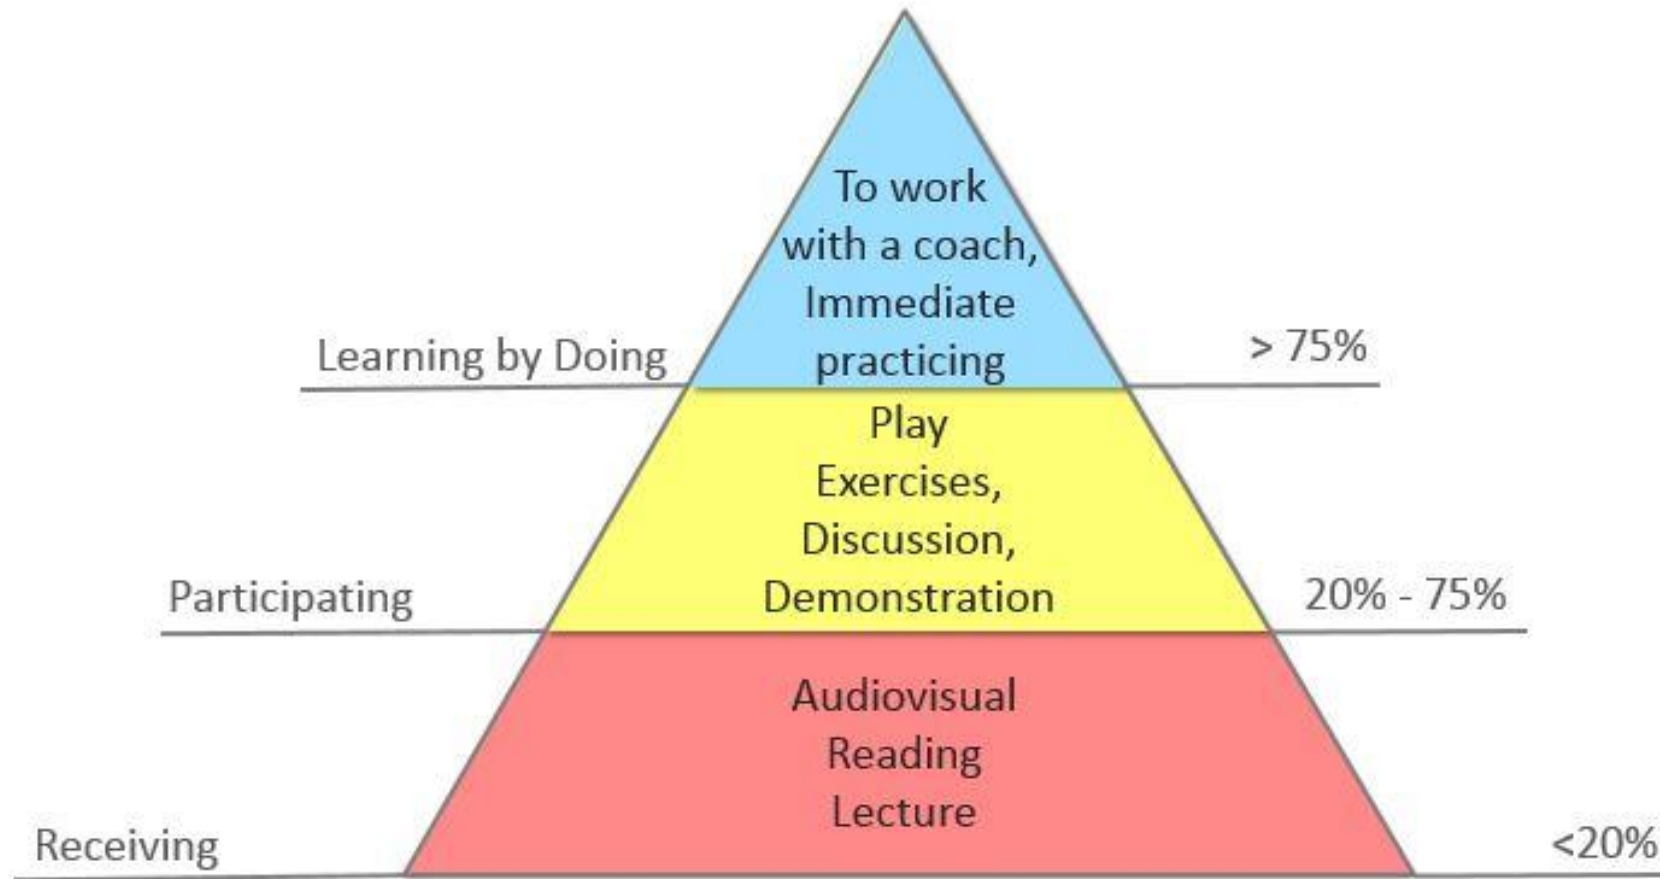 To work
with a coach,
Immediate
practicing
Learning by Doing
> 75%
Play
Exercises,
Discussion,
Demonstration
Participating
20% - 75%
Audiovisual
Reading
Lecture
Receiving
<20%